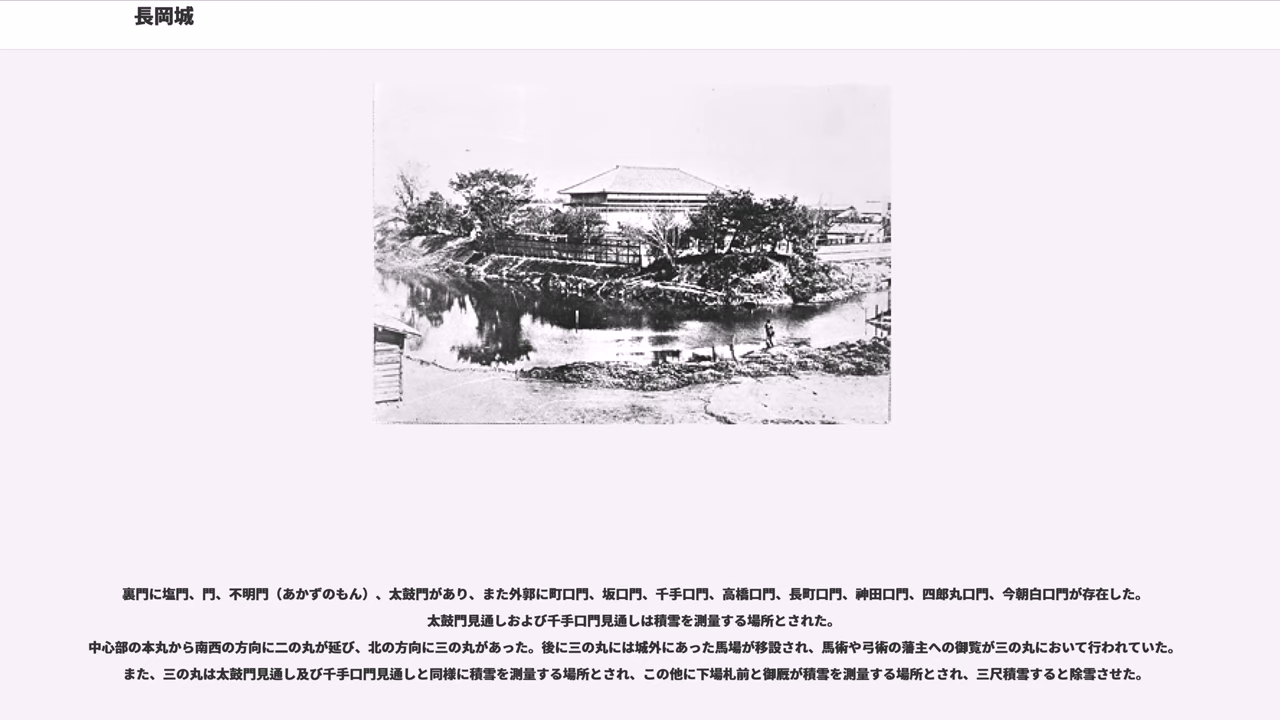 長岡城
裏門に塩門、門、不明門（あかずのもん）、太鼓門があり、また外郭に町口門、坂口門、千手口門、高橋口門、長町口門、神田口門、四郎丸口門、今朝白口門が存在した。
太鼓門見通しおよび千手口門見通しは積雪を測量する場所とされた。
中心部の本丸から南西の方向に二の丸が延び、北の方向に三の丸があった。後に三の丸には城外にあった馬場が移設され、馬術や弓術の藩主への御覧が三の丸において行われていた。
また、三の丸は太鼓門見通し及び千手口門見通しと同様に積雪を測量する場所とされ、この他に下場札前と御厩が積雪を測量する場所とされ、三尺積雪すると除雪させた。